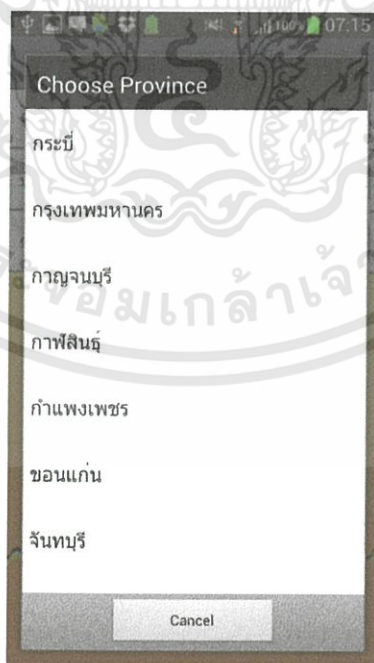 100% 07:15
Choose Province
กระบี่
กรุงเทพมหานคร
กาญจนบุรี
กาฬสินธุ์
กำแพงเพชร
ขอนแก่น
จันทบุรี
Cancel